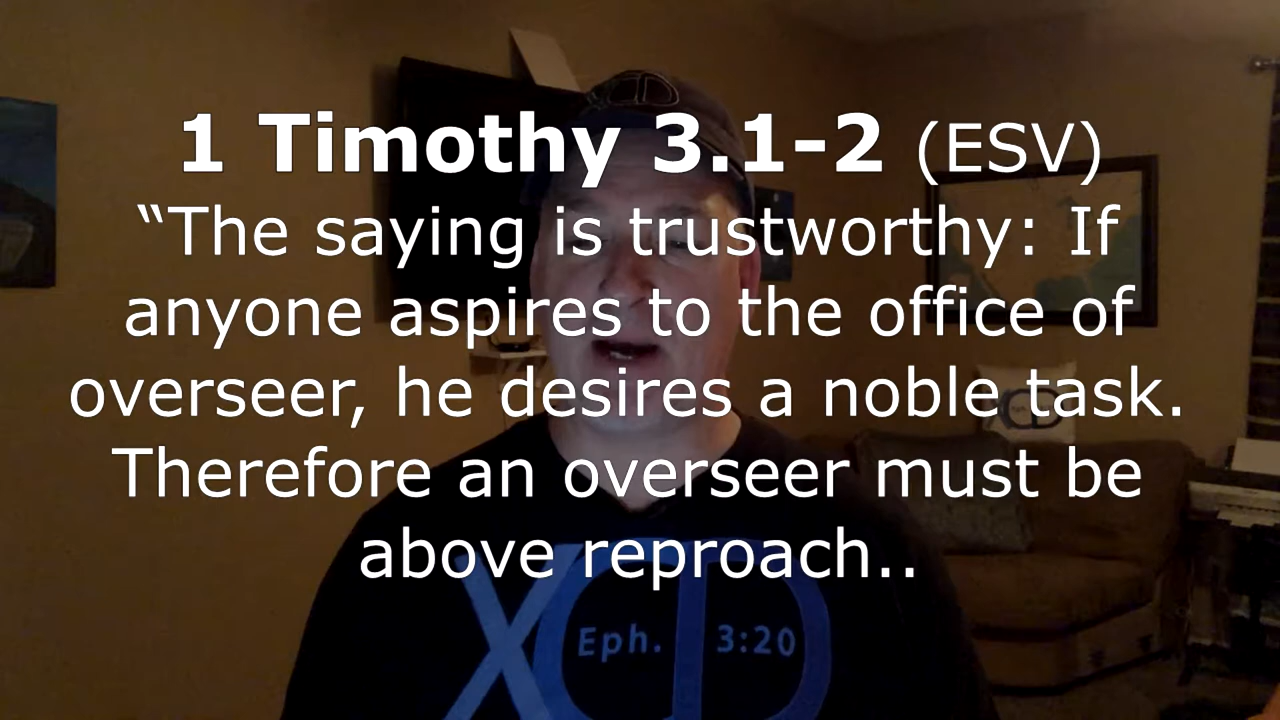 1 Timothy 3.1-2 (ESV)
“The saying is trustworthy: If
anyone aspires to the office of
overseer, he desires a noble task.
Therefore an overseer must be
above reproach..
XCD
Eph. 3:20